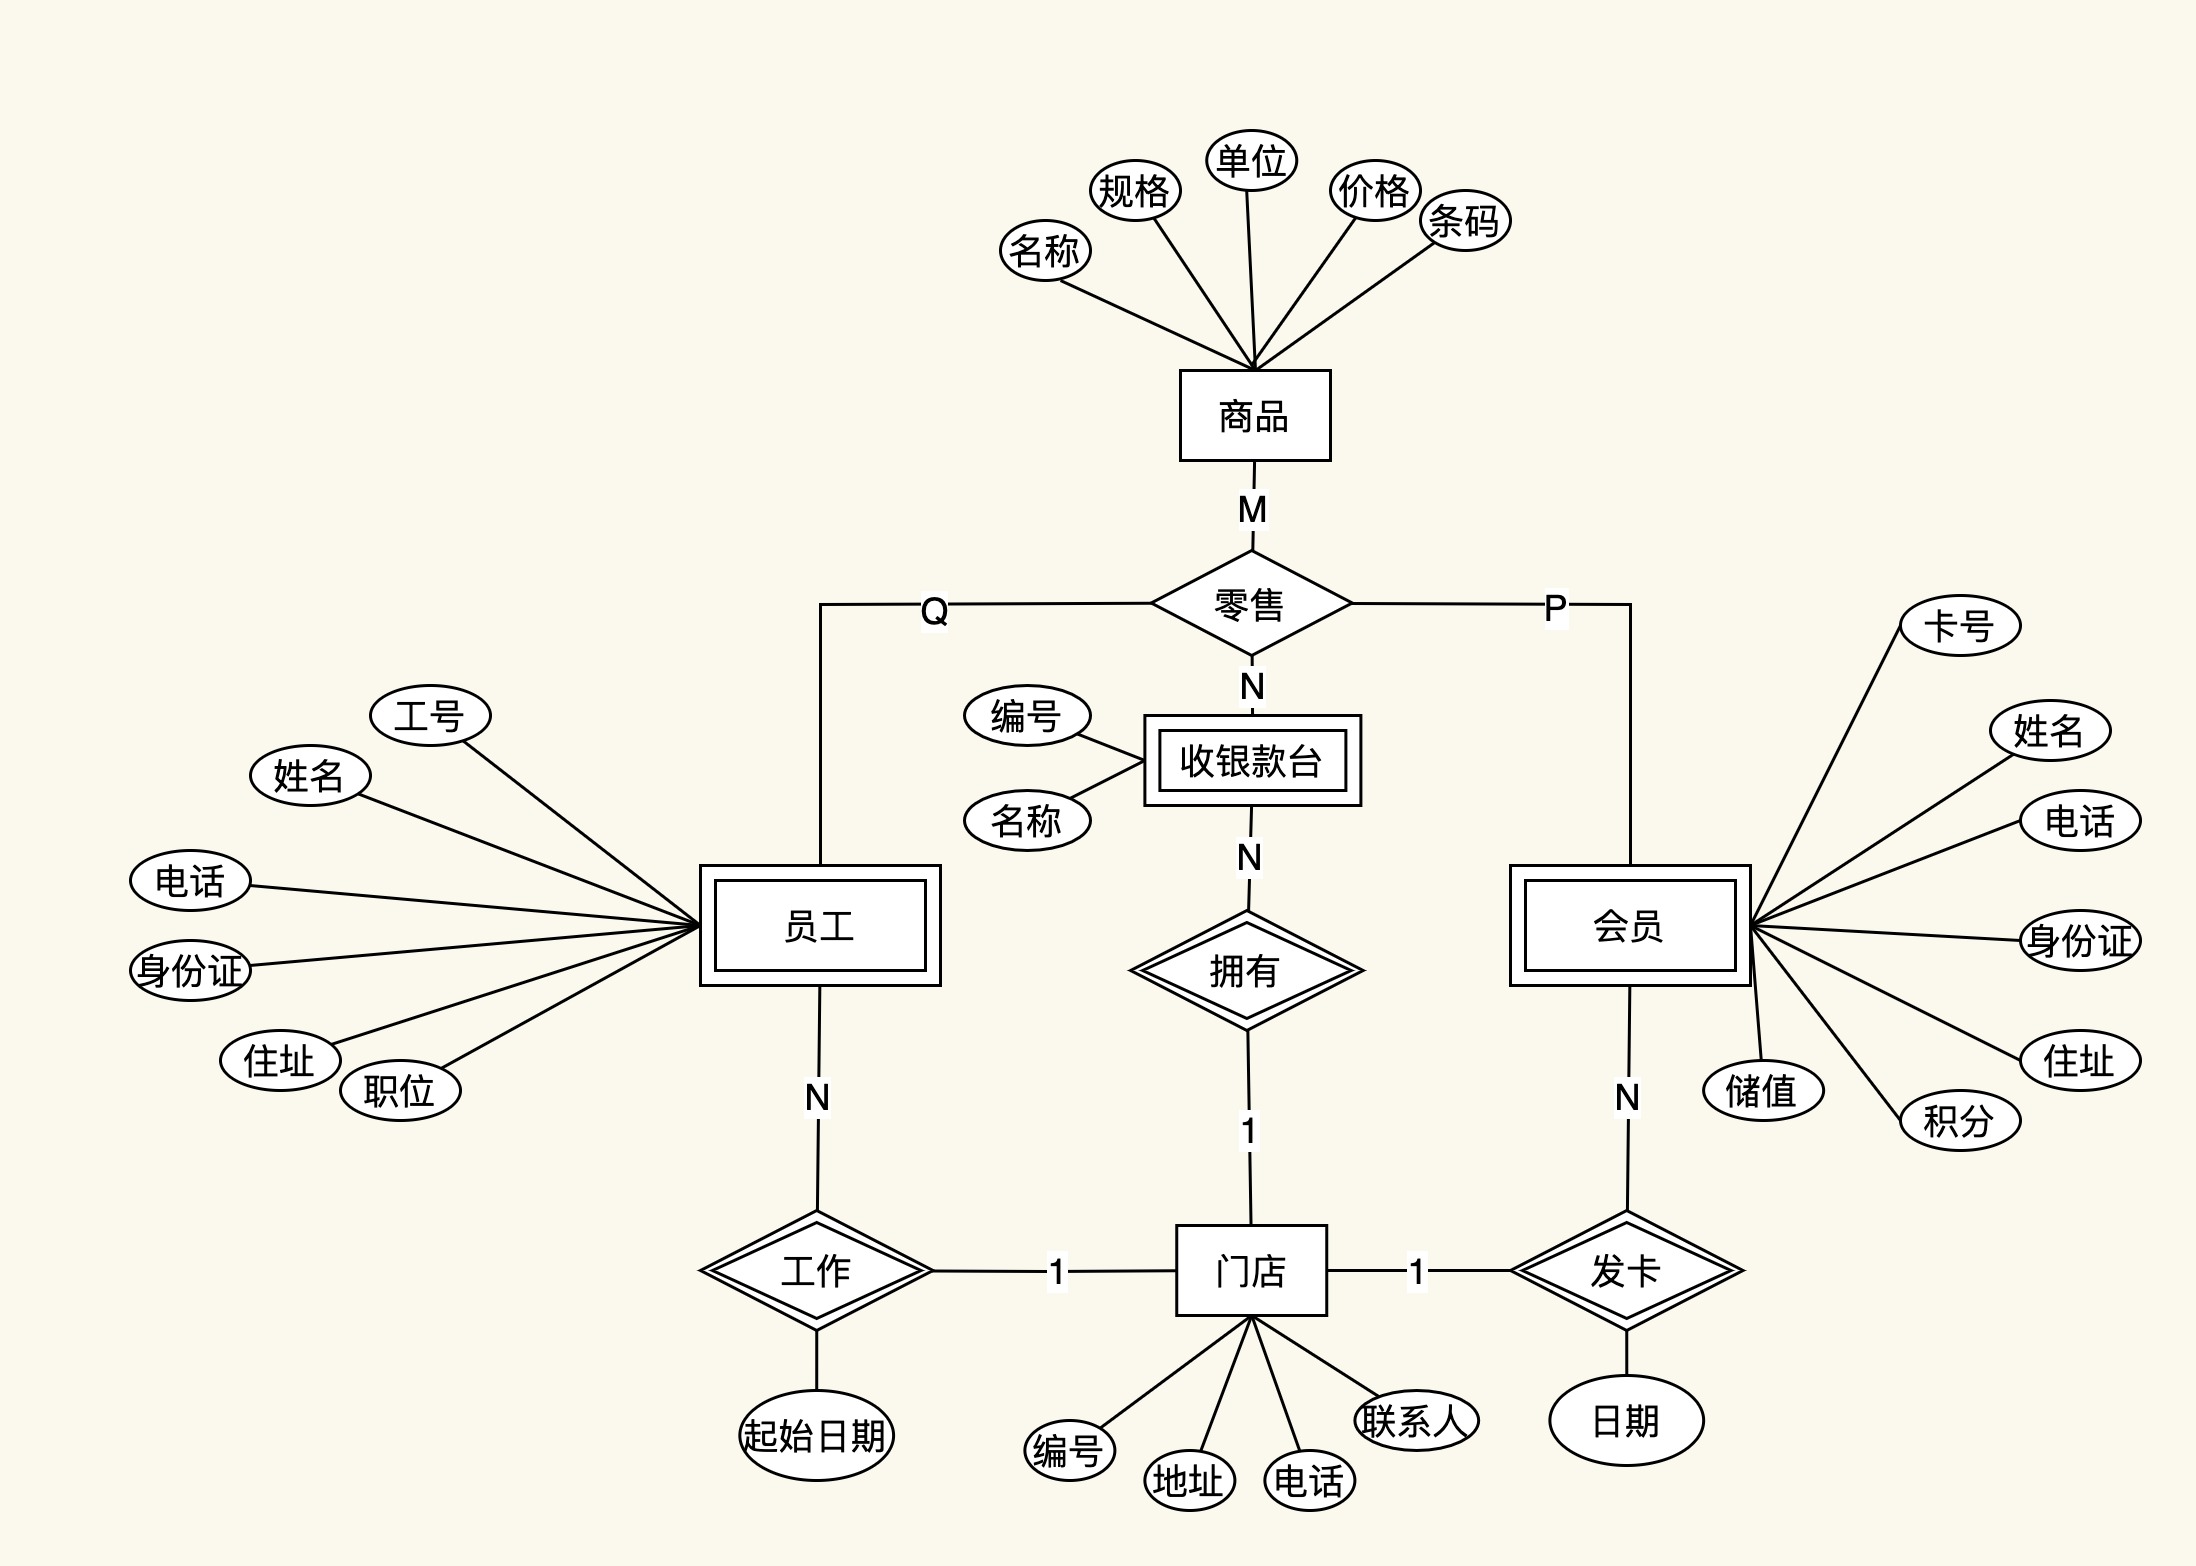 单位
规格
价格
条码
名称
商品
M
零售
Q
P
卡号
N
工号
编号
姓名
收银款台
姓名
名称
电话
N
电话
员工
会员
身份证
拥有
身份证
住址
职位
N
1
N
储值
住址
积分
工作
1
门店
1
发卡
起始日期
编号
地址
电话
联系人
日期